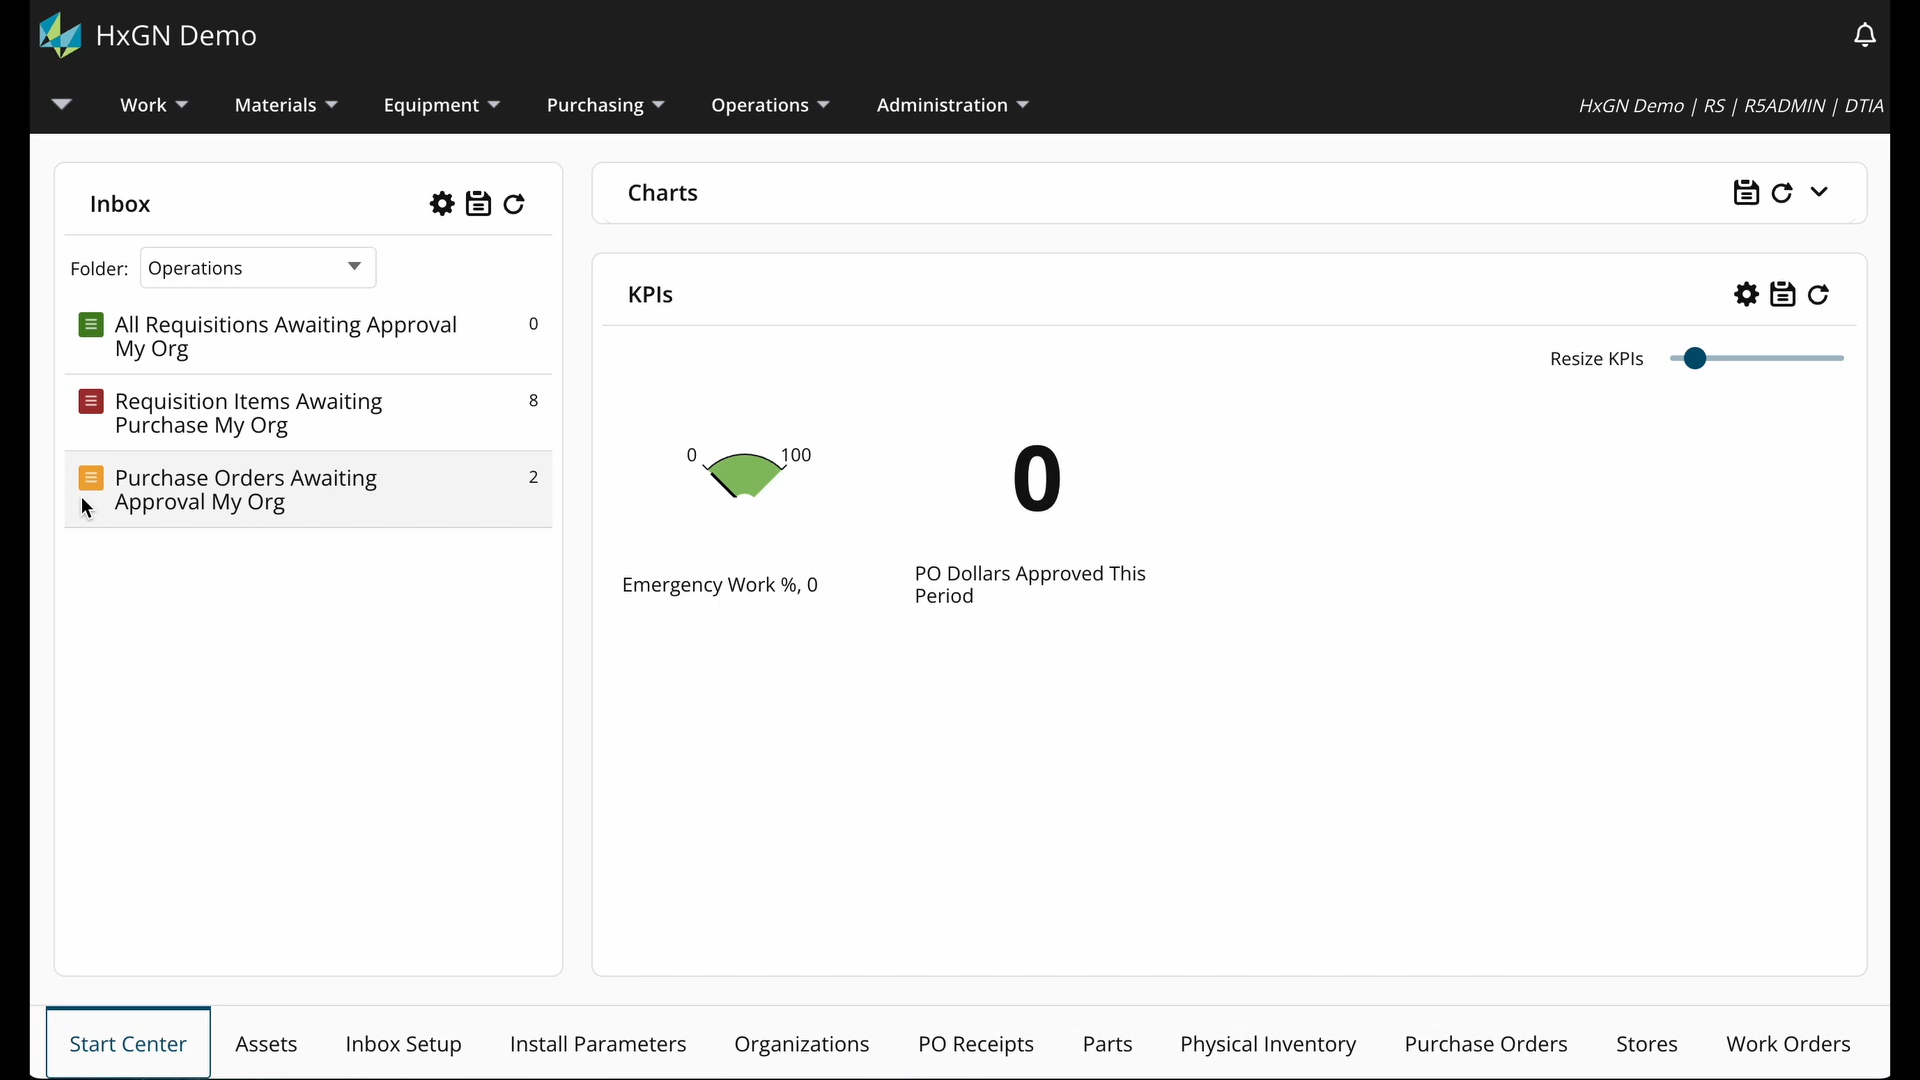 HxGN Demo
Work
Materials
Equipment
Purchasing
Operations
Administration
HxGN Demo | RS | R5ADMIN | DTIA
Inbox
Folder:
Operations
All Requisitions Awaiting Approval
My Org
0
Requisition Items Awaiting
Purchase My Org
8
Purchase Orders Awaiting
Approval My Org
2
Charts
KPIs
Resize KPIs
0
100
Emergency Work %, 0
0
PO Dollars Approved This
Period
Start Center
Assets
Inbox Setup
Install Parameters
Organizations
PO Receipts
Parts
Physical Inventory
Purchase Orders
Stores
Work Orders